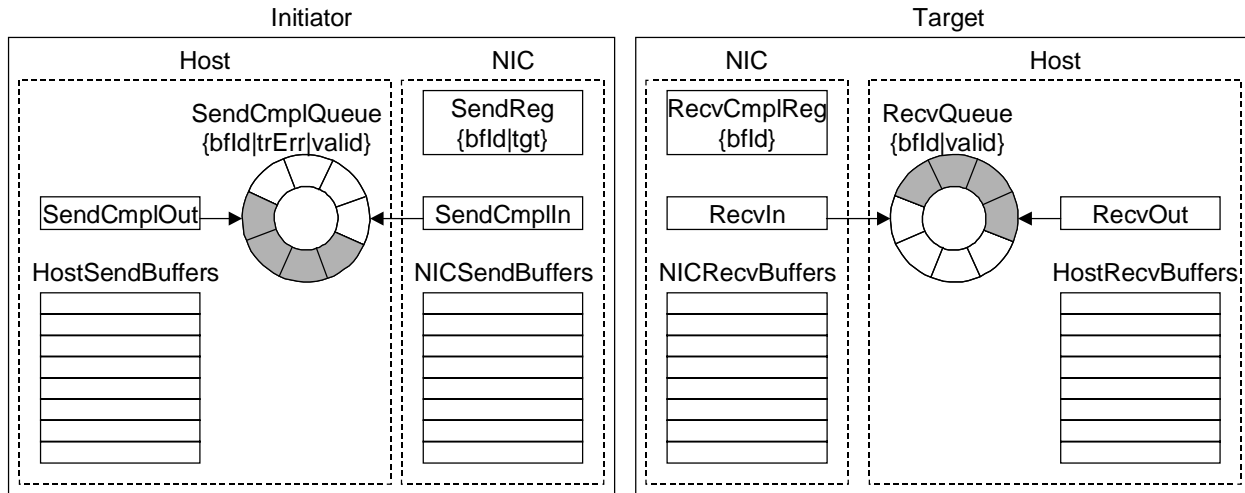 Initiator
Target
Host
NIC
NIC
Host
SendCmplQueue
{bfId|trErr|valid}
SendReg
{bfId|tgt}
RecvCmplReg
{bfId}
RecvQueue
{bfId|valid}
SendCmplOut
SendCmplIn
RecvIn
RecvOut
HostSendBuffers
NICSendBuffers
NICRecvBuffers
HostRecvBuffers